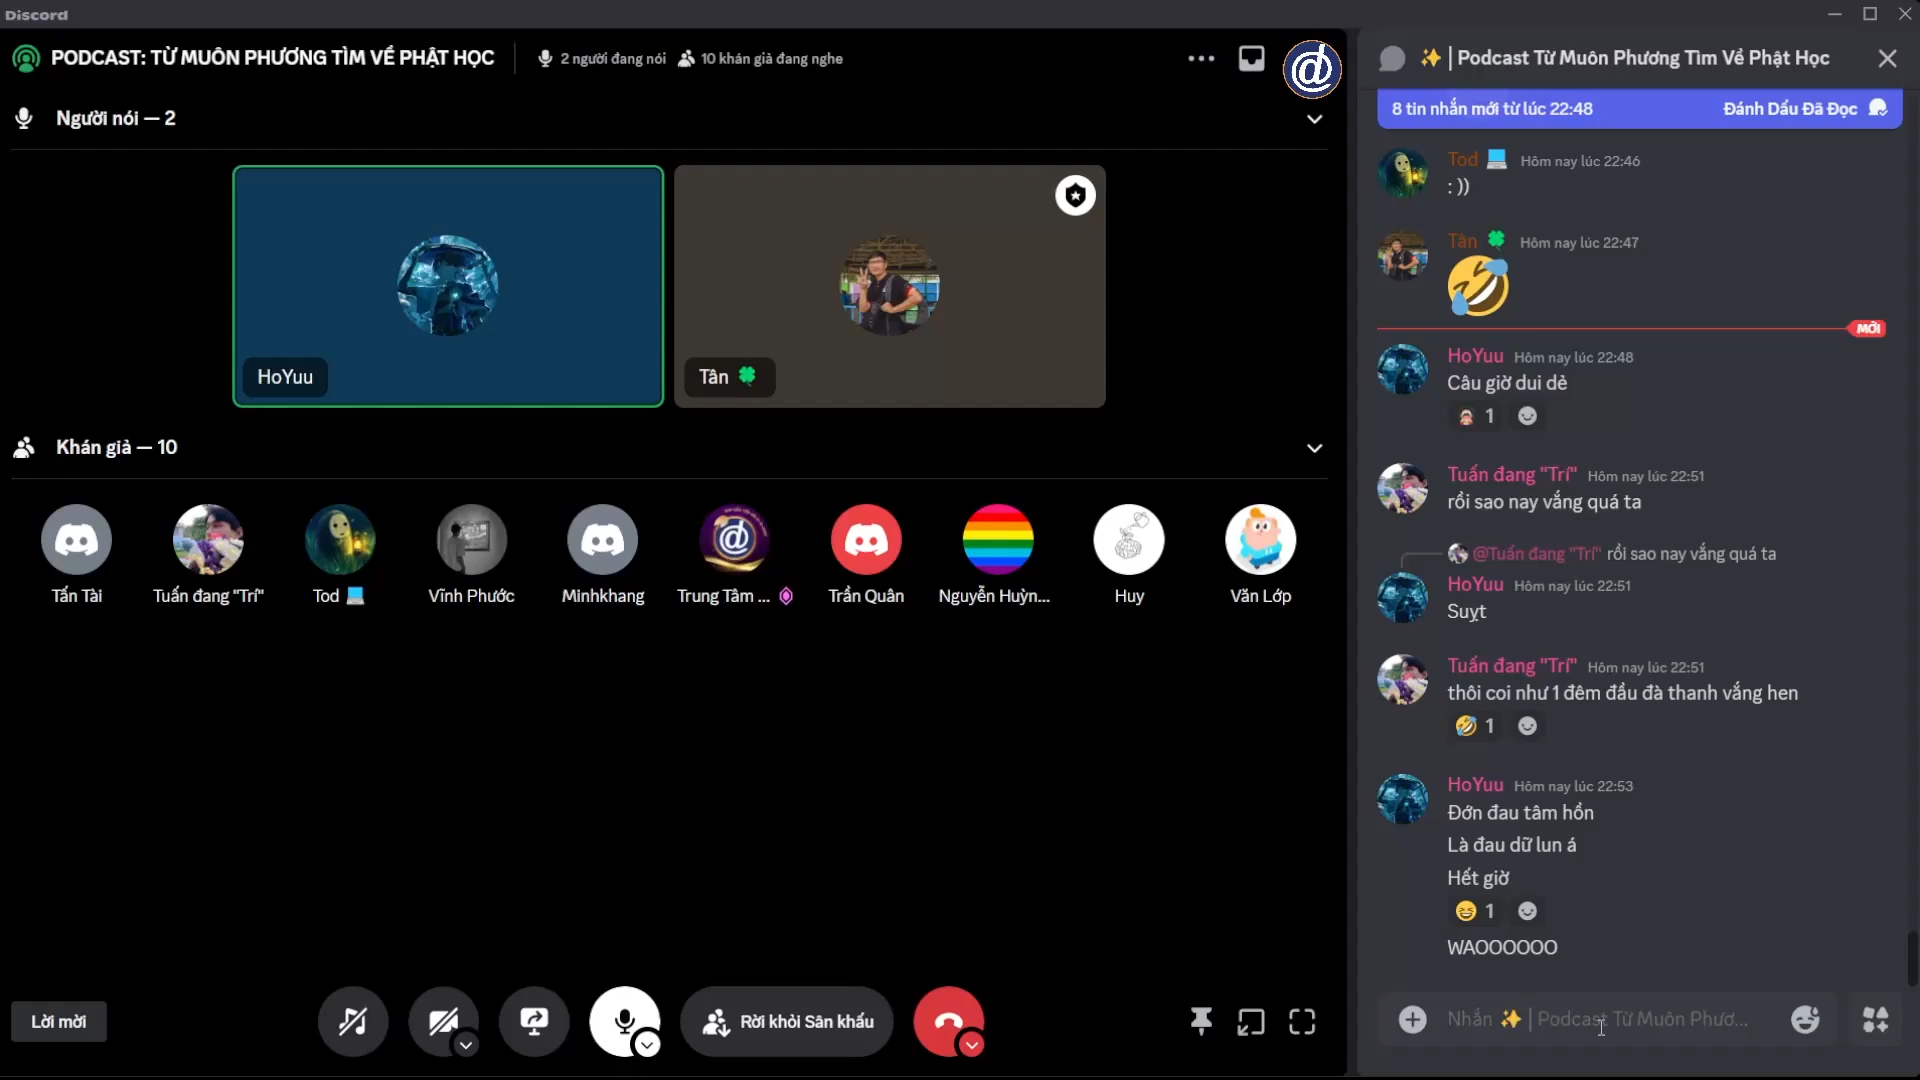 Discord
PODCAST: TỪ MUÔN PHƯƠNG TÌM VỀ PHẬT HỌC
2 người đang nói
10 khán giả đang nghe
Người nói — 2
HoYuu
Tân
Khán giả — 10
Tấn Tài
Tuấn đang "Trí"
Tod
Vĩnh Phước
Minhkhang
Trung Tâm ...
Trần Quân
Nguyễn Huỳn...
Huy
Văn Lớp
Lời mời
Rời khỏi Sân khấu
| Podcast Từ Muôn Phương Tìm Về Phật Học
8 tin nhắn mới từ lúc 22:48
Đánh Dấu Đã Đọc
Tod Hôm nay lúc 22:46
: ))
Tân Hôm nay lúc 22:47
MỚI
HoYuu Hôm nay lúc 22:48
Câu giờ dui dẻ
1
Tuấn đang "Trí" Hôm nay lúc 22:51
rồi sao nay vắng quá ta
@Tuấn đang "Trí" rồi sao nay vắng quá ta
HoYuu Hôm nay lúc 22:51
Suỵt
Tuấn đang "Trí" Hôm nay lúc 22:51
thôi coi như 1 đêm đầu đà thanh vắng hen
1
HoYuu Hôm nay lúc 22:53
Đớn đau tâm hồn
Là đau dữ lun á
Hết giờ
1
WAOOOOOO
Nhắn | Podcast Từ Muôn Phươ...